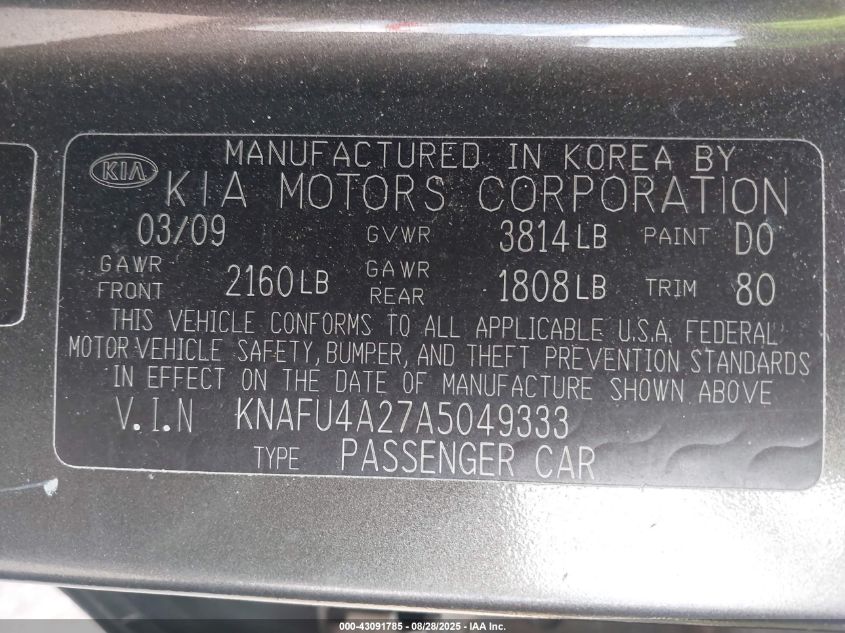 KIA MANUFACTURED IN KOREA BY
KIA MOTORS CORPORATION
03/09 GVWR 3814LB PAINT D0
GAWR FRONT 2160LB GAWR REAR 1808LB TRIM 80
THIS VEHICLE CONFORMS TO ALL APPLICABLE U.S.A. FEDERAL
MOTOR VEHICLE SAFETY, BUMPER, AND THEFT PREVENTION STANDARDS
IN EFFECT ON THE DATE OF MANUFACTURE SHOWN ABOVE
V.I.N KNAFU4A27A5049333
TYPE PASSENGER CAR
000-43091785 - 08/28/2025 - IAA Inc.